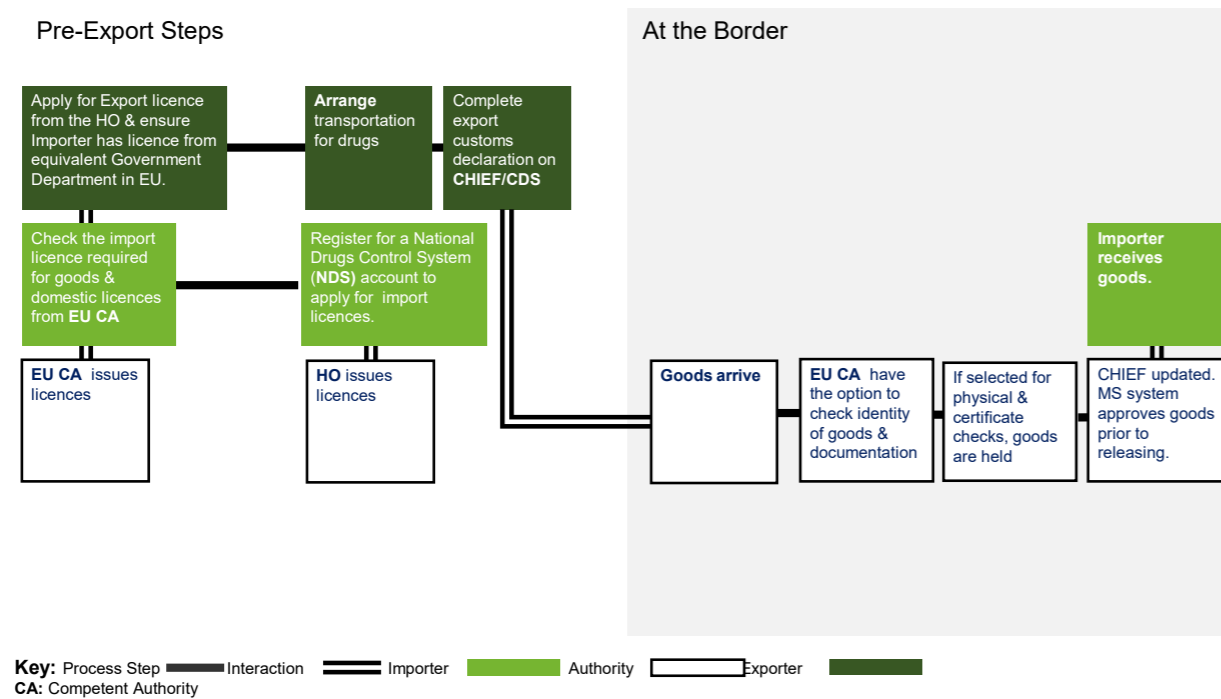 Pre-Export Steps
At the Border
Apply for Export licence
from the HO & ensure
Importer has licence from
equivalent Government
Department in EU.
Arrange
transportation
for drugs
Complete
export
customs
declaration on
CHIEF/CDS
Check the import
licence required
for goods &
domestic licences
from EU CA
Register for a National
Drugs Control System
(NDS) account to
apply for import
licences.
Importer
receives
goods.
EU CA issues
licences
HO issues
licences
Goods arrive
EU CA have
the option to
check identity
of goods &
documentation
If selected for
physical &
certificate
checks, goods
are held
CHIEF updated.
MS system
approves goods
prior to
releasing.
Key: Process Step Interaction Importer Authority Exporter
CA: Competent Authority